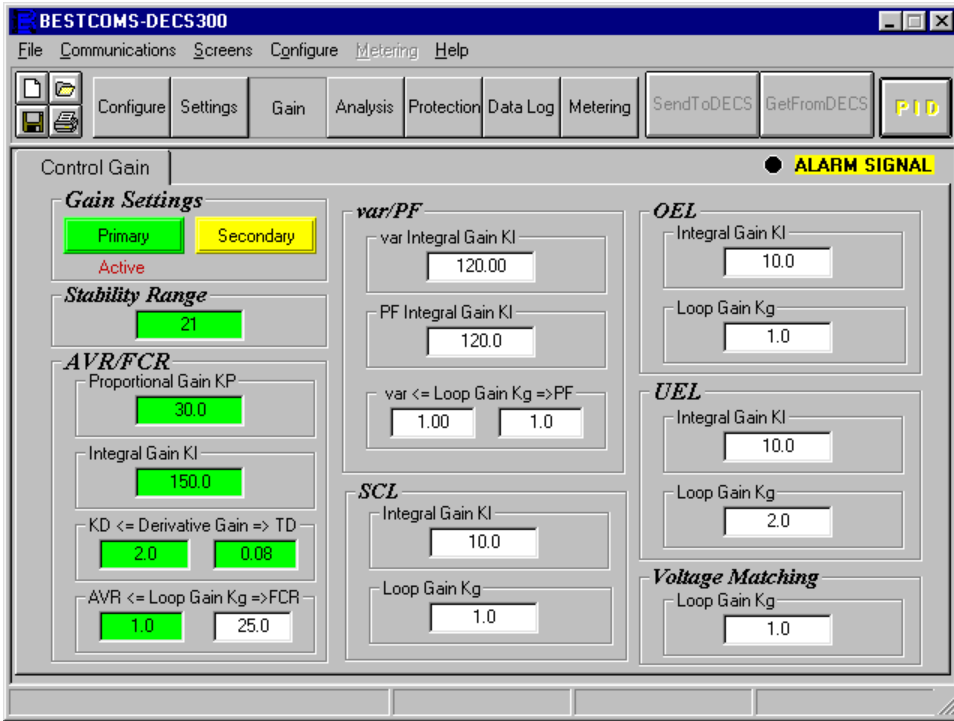 BESTCOMS-DECS300
File Communications Screens Configure Metering Help
Configure Settings Gain Analysis Protection Data Log Metering SendToDECS GetFromDECS PID
Control Gain
ALARM SIGNAL
Gain Settings
Primary Secondary
Active
Stability Range
21
AVR/FCR
Proportional Gain KP
30.0
Integral Gain KI
150.0
KD <= Derivative Gain => TD
2.0 0.08
AVR <= Loop Gain Kg =>FCR
1.0 25.0
var/PF
var Integral Gain KI
120.00
PF Integral Gain KI
120.0
var <= Loop Gain Kg =>PF
1.00 1.0
SCL
Integral Gain KI
10.0
Loop Gain Kg
1.0
OEL
Integral Gain KI
10.0
Loop Gain Kg
1.0
UEL
Integral Gain KI
10.0
Loop Gain Kg
2.0
Voltage Matching
Loop Gain Kg
1.0